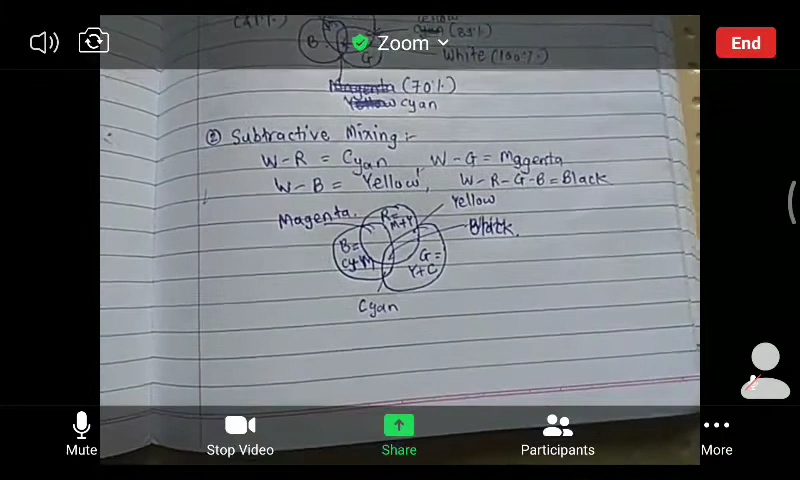 Zoom
End
B
G
White (100%)
Magenta (70%)
Yellow cyan
② Subtractive Mixing:-
W-R = Cyan W-G = Magenta
W-B = Yellow, W-R-G-B = Black
Yellow
Magenta.
R =
M+Y
Black.
B =
Cy+M
G =
Y+C
Cyan
Mute
Stop Video
Share
Participants
More